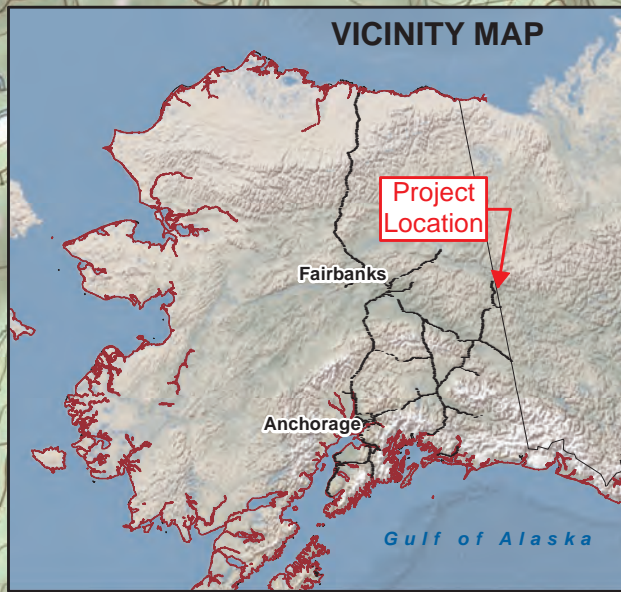 VICINITY MAP
Project
Location
Fairbanks
Anchorage
Gulf of Alaska